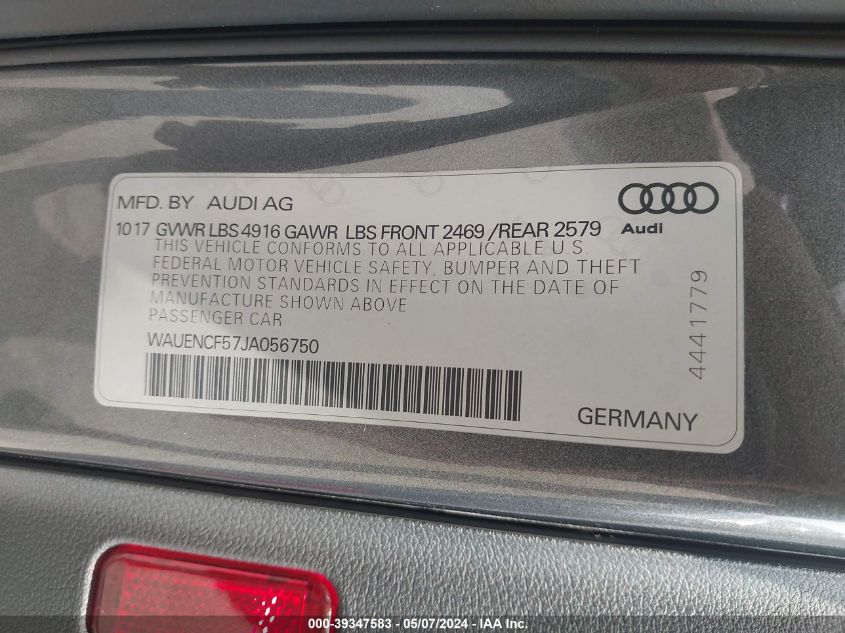 MFD. BY AUDI AG
10 17 GVWR LBS 4916 GAWR LBS FRONT 2469 /REAR 2579
THIS VEHICLE CONFORMS TO ALL APPLICABLE U.S.
FEDERAL MOTOR VEHICLE SAFETY, BUMPER AND THEFT
PREVENTION STANDARDS IN EFFECT ON THE DATE OF
MANUFACTURE SHOWN ABOVE
PASSENGER CAR
WAUENCF57JA056750
Audi
4441779
GERMANY
000-39347583 - 05/07/2024 - IAA Inc.